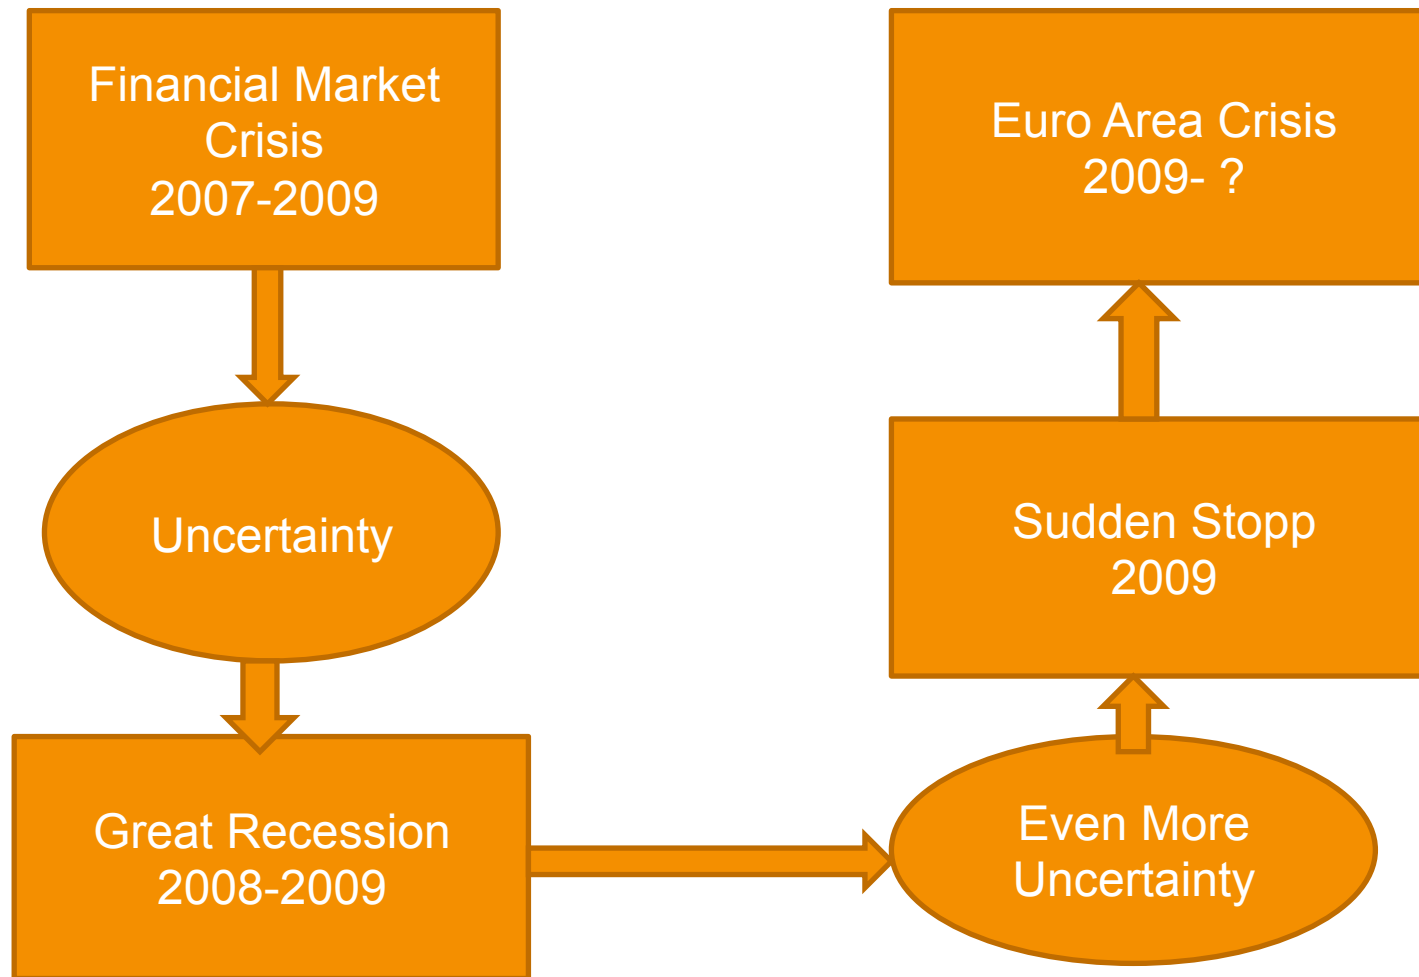 Financial Market
Crisis
2007-2009
Uncertainty
Great Recession
2008-2009
Even More
Uncertainty
Sudden Stopp
2009
Euro Area Crisis
2009- ?